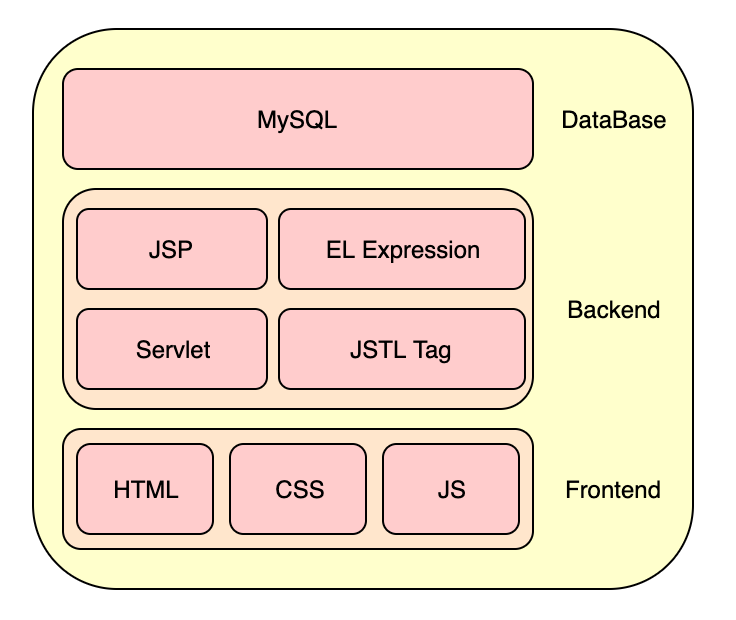 MySQL
DataBase
JSP
EL Expression
Backend
Servlet
JSTL Tag
HTML
CSS
JS
Frontend